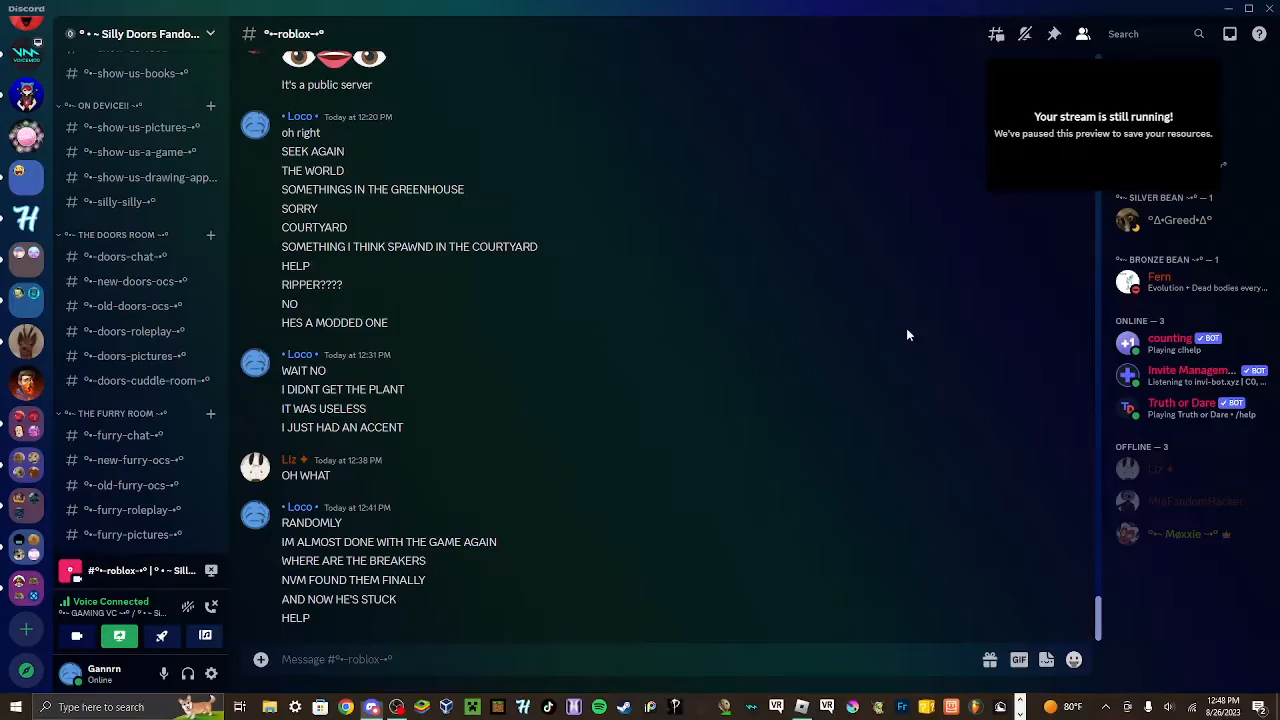 Discord
º•~ Silly Doors Fando...
#show-us-books-•º
º•~ ON DEVICE!! ~•º
º•-show-us-pictures-•º
º•-show-us-a-game-•º
º•-show-us-drawing-app...
º•-silly-silly-•º
º•~ THE DOORS ROOM ~•º
º•-doors-chat-•º
º•-new-doors-ocs-•º
º•-old-doors-ocs-•º
º•-doors-roleplay-•º
º•-doors-pictures-•º
º•-doors-cuddle-room-•º
º•~ THE FURRY ROOM ~•º
º•-furry-chat-•º
º•-new-furry-ocs-•º
º•-old-furry-ocs-•º
º•-furry-roleplay-•º
º•-furry-pictures-•º
#º•-roblox-•º | º•~ Sill...
Voice Connected
º•~ GAMING VC ~•º / º•~ Si...
Gannrn
Online
º•-roblox-•º
Search
It's a public server
• Loco • Today at 12:20 PM
oh right
SEEK AGAIN
THE WORLD
SOMETHINGS IN THE GREENHOUSE
SORRY
COURTYARD
SOMETHING I THINK SPAWND IN THE COURTYARD
HELP
RIPPER????
NO
HES A MODDED ONE
• Loco • Today at 12:31 PM
WAIT NO
I DIDNT GET THE PLANT
IT WAS USELESS
I JUST HAD AN ACCENT
Liz ✦ Today at 12:38 PM
OH WHAT
• Loco • Today at 12:41 PM
RANDOMLY
IM ALMOST DONE WITH THE GAME AGAIN
WHERE ARE THE BREAKERS
NVM FOUND THEM FINALLY
AND NOW HE'S STUCK
HELP
Message #º•-roblox-•º
GIF
Your stream is still running!
We've paused this preview to save your resources.
º•~ SILVER BEAN ~•º — 1
ºΔ•Greed•Δº
º•~ BRONZE BEAN ~•º — 1
Fern
Evolution + Dead bodies every...
ONLINE — 3
counting ✓ BOT
Playing c!help
Invite Managem... ✓ BOT
Listening to invi-bot.xyz | C0, ...
Truth or Dare ✓ BOT
Playing Truth or Dare • /help
OFFLINE — 3
Liz ✦
MiaFandomHacker
º•~ Møxxie ~•º
Type here to search
80°F
12:48 PM
8/26/2023